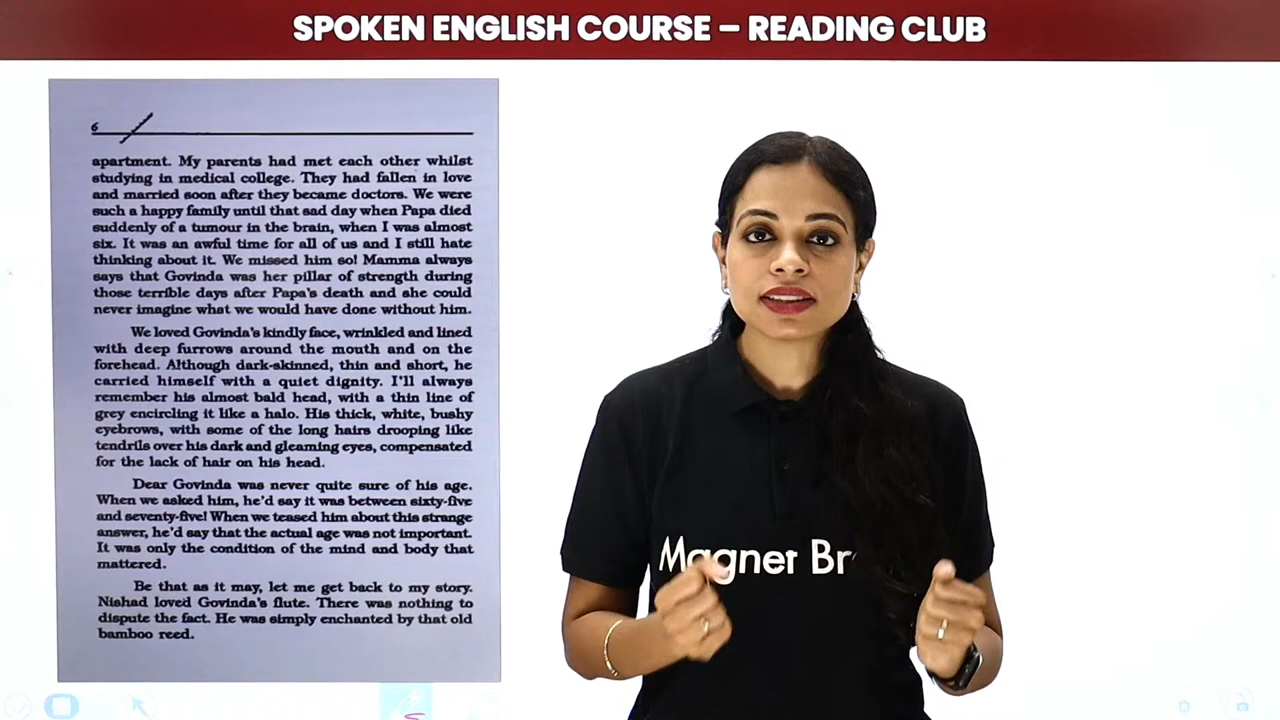 SPOKEN ENGLISH COURSE – READING CLUB
6
apartment. My parents had met each other whilst
studying in medical college. They had fallen in love
and married soon after they became doctors. We were
such a happy family until that sad day when Papa died
suddenly of a tumour in the brain, when I was almost
six. It was an awful time for all of us and I still hate
thinking about it. We missed him so! Mamma always
says that Govinda was her pillar of strength during
those terrible days after Papa's death and she could
never imagine what we would have done without him.
We loved Govinda's kindly face, wrinkled and lined
with deep furrows around the mouth and on the
forehead. Although dark-skinned, thin and short, he
carried himself with a quiet dignity. I'll always
remember his almost bald head, with a thin line of
grey encircling it like a halo. His thick, white, bushy
eyebrows, with some of the long hairs drooping like
tendrils over his dark and gleaming eyes, compensated
for the lack of hair on his head.
Dear Govinda was never quite sure of his age.
When we asked him, he'd say it was between sixty-five
and seventy-five! When we teased him about this strange
answer, he'd say that the actual age was not important.
It was only the condition of the mind and body that
mattered.
Be that as it may, let me get back to my story.
Nishad loved Govinda's flute. There was nothing to
dispute the fact. He was simply enchanted by that old
bamboo reed.
Magnet Br